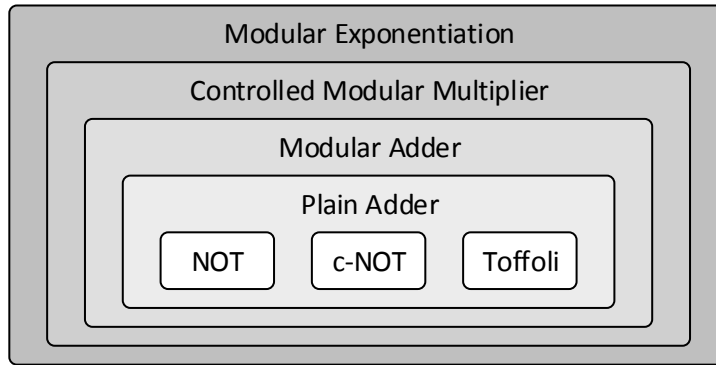 Modular Exponentiation
Controlled Modular Multiplier
Modular Adder
Plain Adder
NOT c-NOT Toffoli